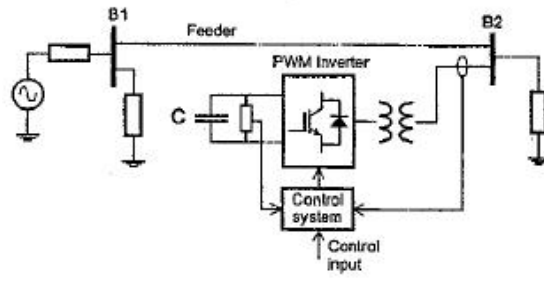 B1
B2
Feeder
PWM Inverter
C
Control
system
Control
input